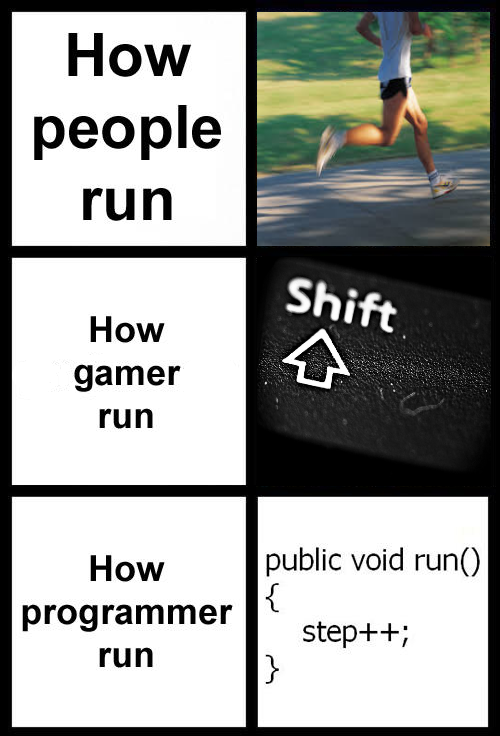 How
people
run
Shift
How
gamer
run
How
programmer
run
public void run()
{
step++;
}